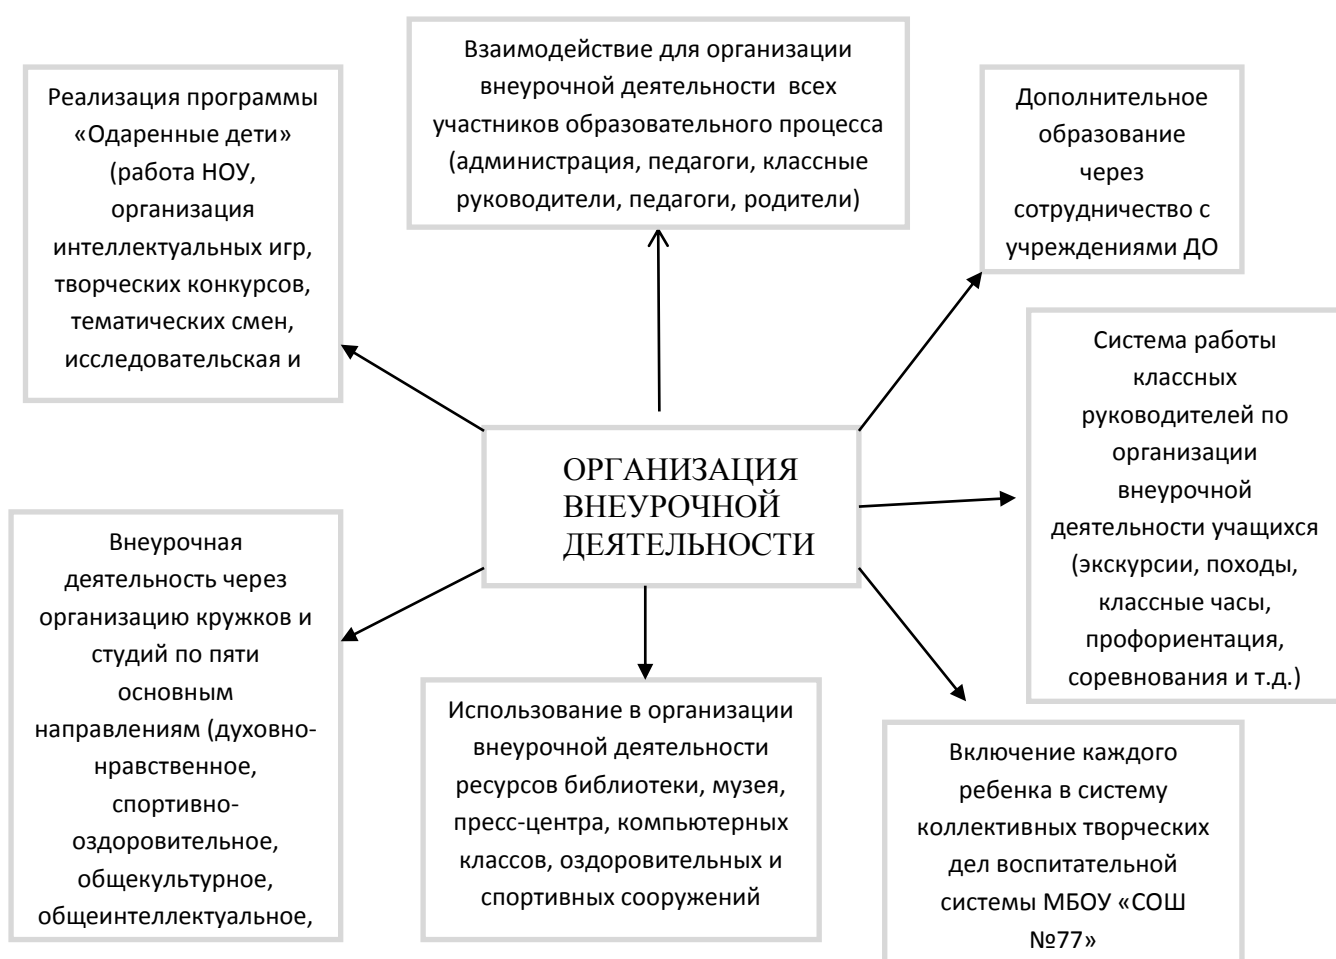 Взаимодействие для организации
внеурочной деятельности всех
участников образовательного процесса
(администрация, педагоги, классные
руководители, педагоги, родители)
Реализация программы
«Одаренные дети»
(работа НОУ,
организация
интеллектуальных игр,
творческих конкурсов,
тематических смен,
исследовательская и
Дополнительное
образование
через
сотрудничество с
учреждениями ДО
Система работы
классных
руководителей по
организации
внеурочной
деятельности учащихся
(экскурсии, походы,
классные часы,
профориентация,
соревнования и т.д.)
ОРГАНИЗАЦИЯ
ВНЕУРОЧНОЙ
ДЕЯТЕЛЬНОСТИ
Внеурочная
деятельность через
организацию кружков и
студий по пяти
основным
направлениям (духовно-
нравственное,
спортивно-
оздоровительное,
общекультурное,
общеинтеллектуальное,
Использование в организации
внеурочной деятельности
ресурсов библиотеки, музея,
пресс-центра, компьютерных
классов, оздоровительных и
спортивных сооружений
Включение каждого
ребенка в систему
коллективных творческих
дел воспитательной
системы МБОУ «СОШ
№77»